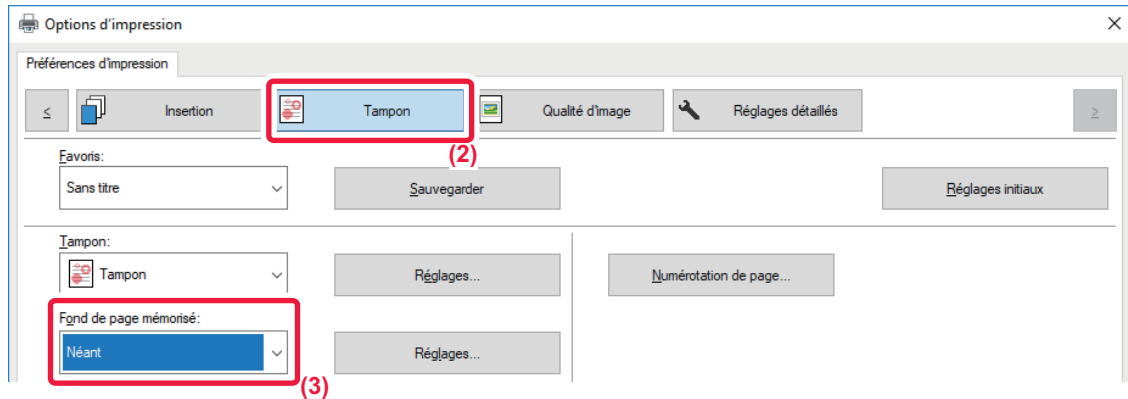 Options d'impression
Préférences d'impression
< Insertion Tampon Qualité d'image Réglages détaillés >
(2)
Favoris:
Sans titre Sauvegarder Réglages initiaux
Tampon:
Tampon Réglages... Numérotation de page...
Fond de page mémorisé:
Néant Réglages...
(3)